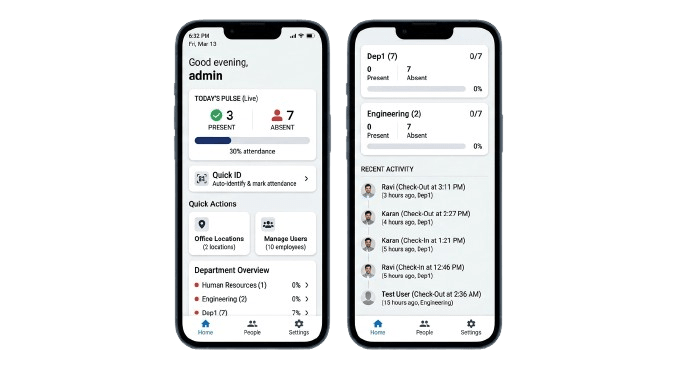 6:32 PM
Fri, Mar 13
Good evening,
admin
TODAY'S PULSE (Live)
3
PRESENT
7
ABSENT
30% attendance
Quick ID
Auto-identify & mark attendance
Quick Actions
Office Locations
(2 locations)
Manage Users
(10 employees)
Department Overview
Human Resources (1) 0%
Engineering (2) 0%
Dep1 (7) 7%
Home
People
Settings
Dep1 (7) 0/7
0
Present
7
Absent
0%
Engineering (2) 0/7
0
Present
7
Absent
0%
RECENT ACTIVITY
Ravi (Check-Out at 3:11 PM)
(3 hours ago, Dep1)
Karan (Check-Out at 2:27 PM)
(4 hours ago, Dep1)
Karan (Check-In at 1:21 PM)
(5 hours ago, Dep1)
Ravi (Check-In at 12:46 PM)
(5 hours ago, Dep1)
Test User (Check-Out at 2:36 AM)
(15 hours ago, Engineering)
Home
People
Settings